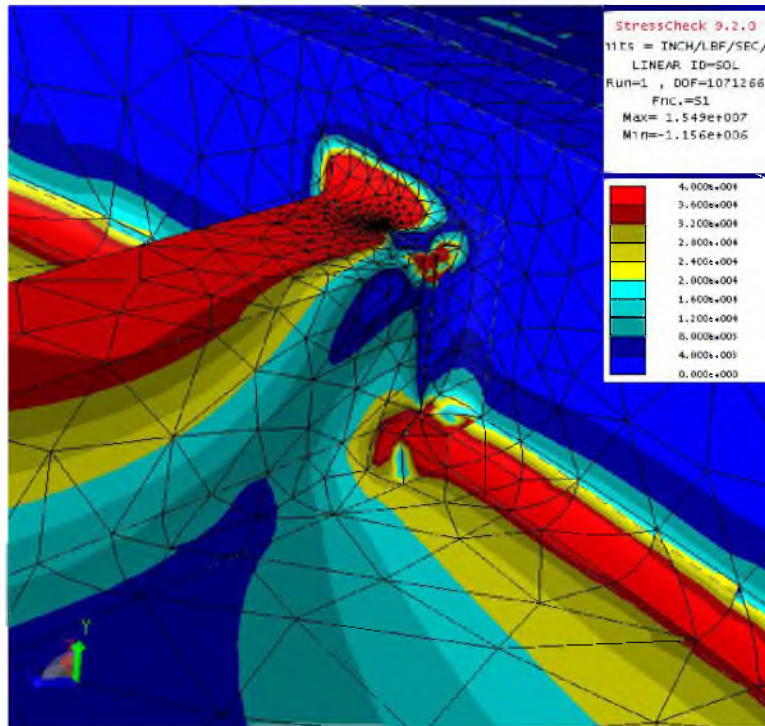 StressCheck 9.2.0
nits = INCH/LBF/SEC/
LINEAR ID=SOL
Run=1 , DOF=1071266
Fnc.=S1
Max= 1.549e+007
Min=-1.156e+006
4.000e+004
3.600e+004
3.200e+004
2.800e+004
2.400e+004
2.000e+004
1.600e+004
1.200e+004
8.000e+003
4.000e+003
0.000e+000
Y